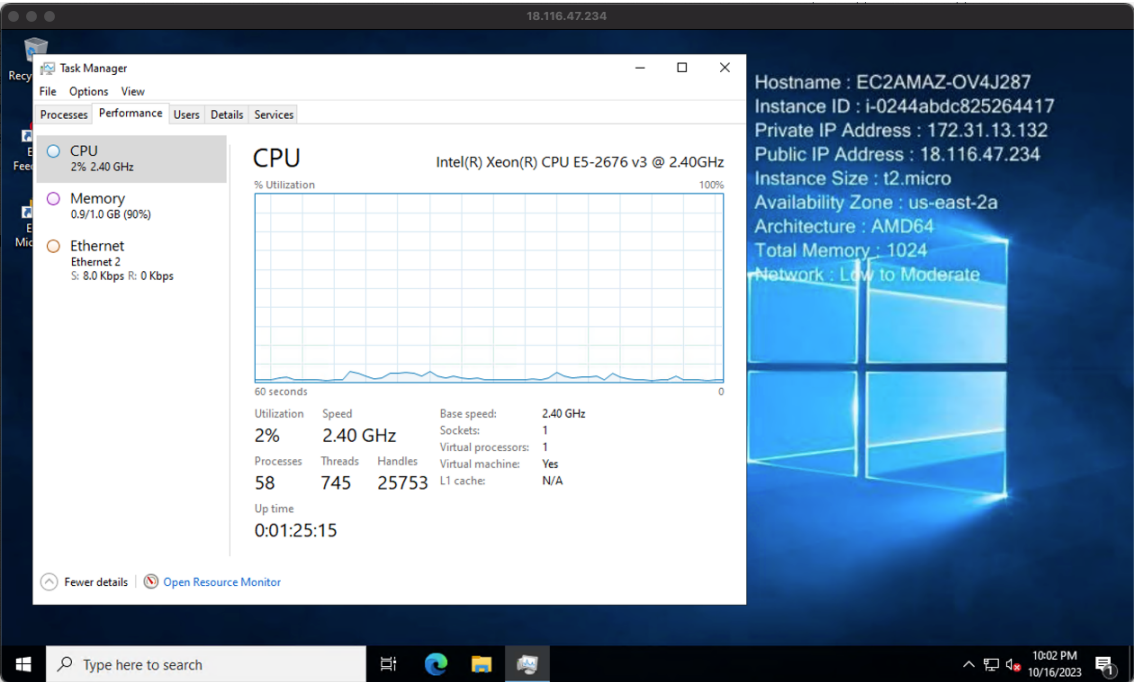 18.116.47.234
Recy
Task Manager
File Options View
Processes Performance Users Details Services
E
Feed
E
Mic
CPU
2% 2.40 GHz
Memory
0.9/1.0 GB (90%)
Ethernet
Ethernet 2
S: 8.0 Kbps R: 0 Kbps
CPU Intel(R) Xeon(R) CPU E5-2676 v3 @ 2.40GHz
% Utilization 100%
60 seconds 0
Utilization Speed
2% 2.40 GHz
Processes Threads Handles
58 745 25753
Up time
0:01:25:15
Base speed: 2.40 GHz
Sockets: 1
Virtual processors: 1
Virtual machine: Yes
L1 cache: N/A
Fewer details Open Resource Monitor
Hostname : EC2AMAZ-OV4J287
Instance ID : i-0244abdc825264417
Private IP Address : 172.31.13.132
Public IP Address : 18.116.47.234
Instance Size : t2.micro
Availability Zone : us-east-2a
Architecture : AMD64
Total Memory : 1024
Network : Low to Moderate
Type here to search
10:02 PM
10/16/2023
1